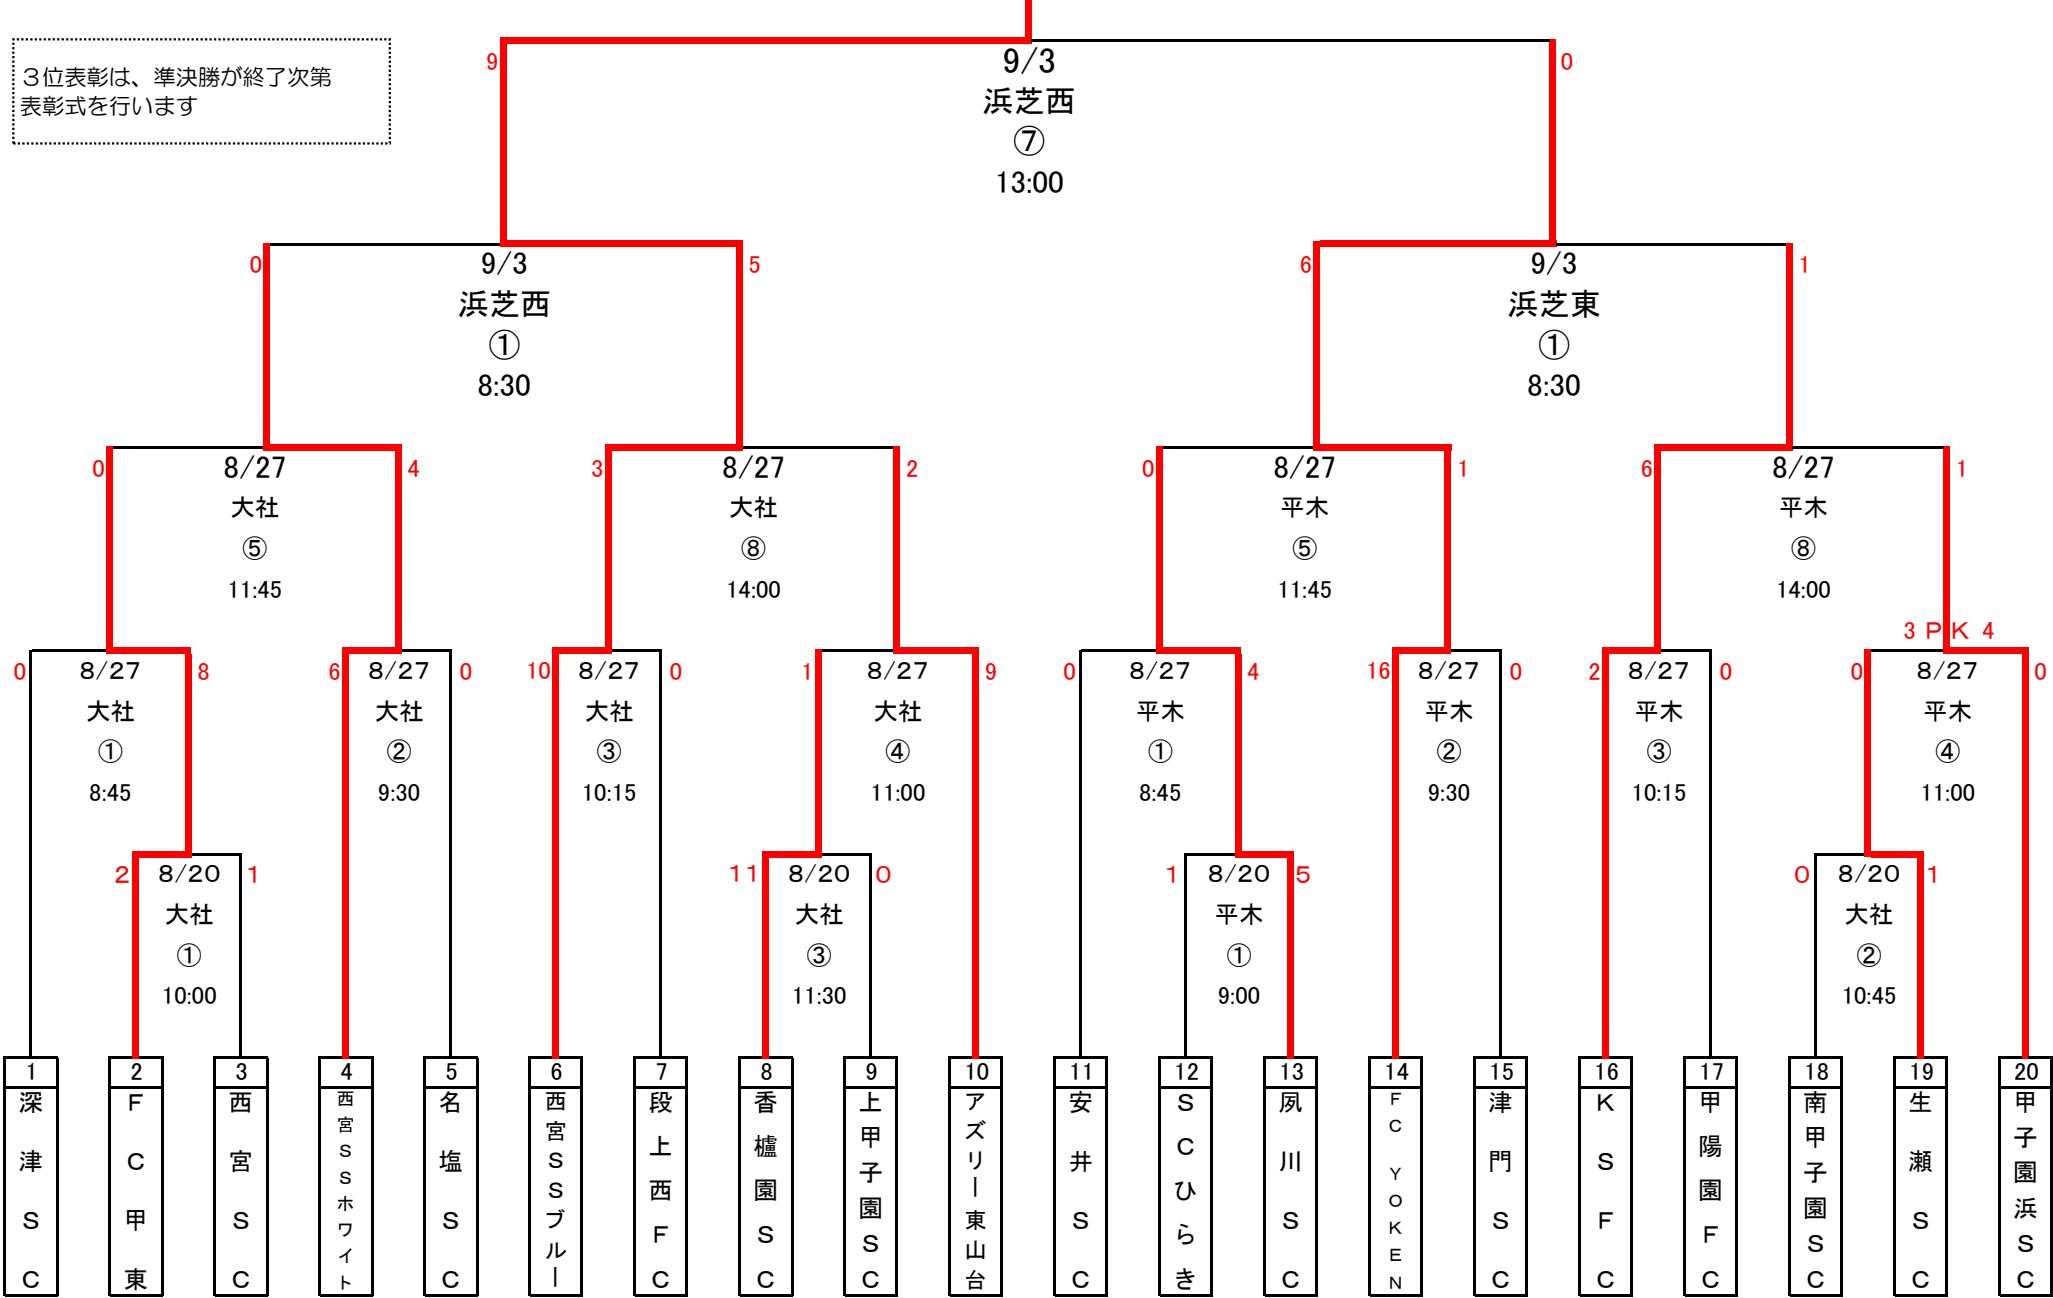 ３位表彰は、準決勝が終了次第
表彰式を行います
9 9/3 0
浜芝西
⑦
13:00
0 9/3 5 6 9/3 1
浜芝西 浜芝東
① ①
8:30 8:30
0 8/27 4 3 8/27 2 0 8/27 1 6 8/27 1
大社 大社 平木 平木
⑤ ⑧ ⑤ ⑧
11:45 14:00 11:45 14:00
3 ＰＫ 4
0 8/27 8 6 8/27 0 10 8/27 0 1 8/27 9 0 8/27 4 16 8/27 0 2 8/27 0 0 8/27 0
大社 大社 大社 大社 平木 平木 平木 平木
① ② ③ ④ ① ② ③ ④
8:45 9:30 10:15 11:00 8:45 9:30 10:15 11:00
2 8/20 1 11 8/20 0 1 8/20 5 0 8/20 1
大社 大社 平木 大社
① ③ ① ②
10:00 11:30 9:00 10:45
1 2 3 4 5 6 7 8 9 10 11 12 13 14 15 16 17 18 19 20
深津ＳＣ
ＦＣ甲東
西宮ＳＣ
西宮ＳＳホワイト
名塩ＳＣ
西宮ＳＳブルー
段上西ＦＣ
香櫨園ＳＣ
上甲子園ＳＣ
アズリー東山台
安井ＳＣ
ＳＣひらき
夙川ＳＣ
ＦＣ ＹＯＫＥＮ
津門ＳＣ
ＫＳＦＣ
甲陽園ＦＣ
南甲子園ＳＣ
生瀬ＳＣ
甲子園浜ＳＣ